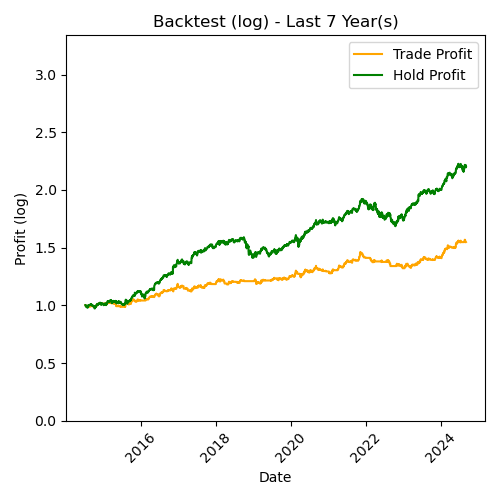 Backtest (log) - Last 7 Year(s)
Trade Profit
Hold Profit
Profit (log)
3.0
2.5
2.0
1.5
1.0
0.5
0.0
2016
2018
2020
2022
2024
Date